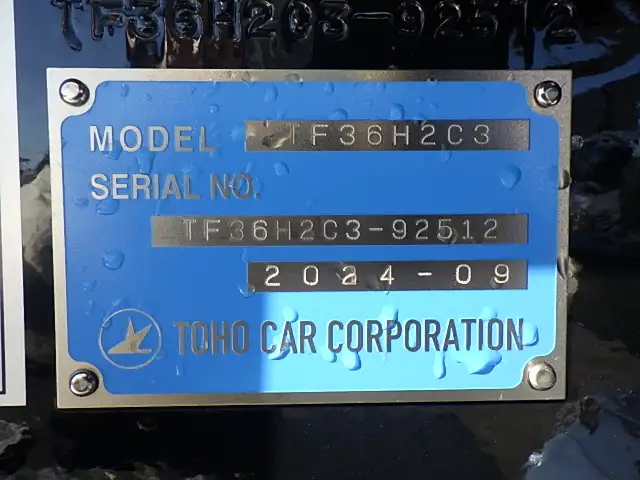 TF36H2C3-92512
MODEL TF36H2C3
SERIAL NO.
TF36H2C3-92512
2024-09
TOHO CAR CORPORATION